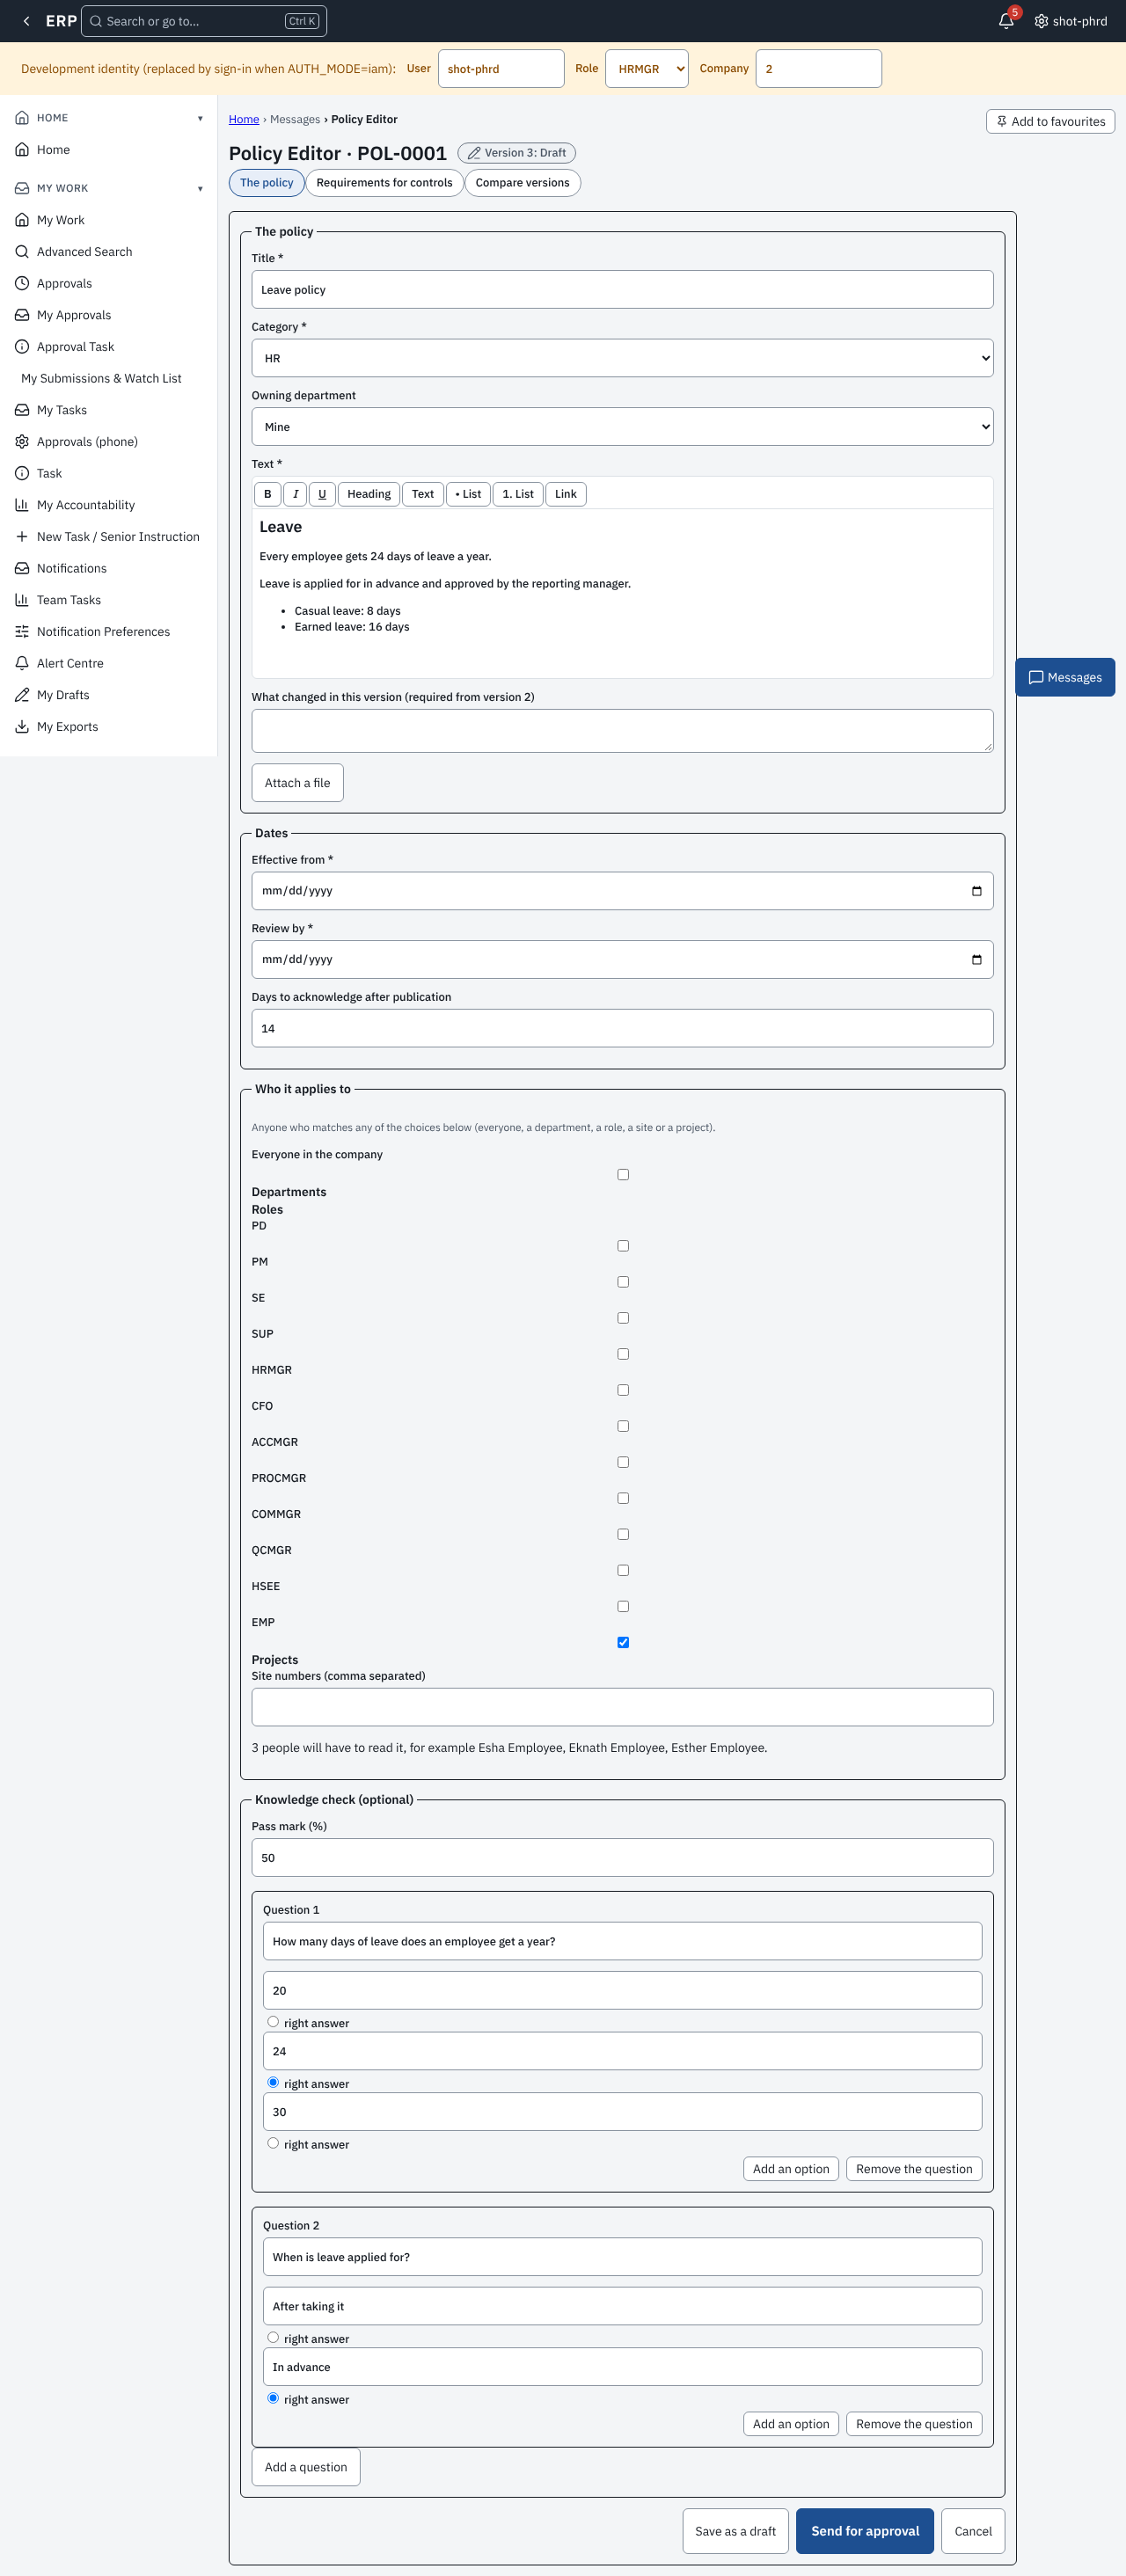 ERP
Search or go to...
Ctrl K
5
shot-phrd
Development identity (replaced by sign-in when AUTH_MODE=iam):
User
shot-phrd
Role
HRMGR
Company
2
HOME
Home
MY WORK
My Work
Advanced Search
Approvals
My Approvals
Approval Task
My Submissions & Watch List
My Tasks
Approvals (phone)
Task
My Accountability
New Task / Senior Instruction
Notifications
Team Tasks
Notification Preferences
Alert Centre
My Drafts
My Exports
Home › Messages › Policy Editor
Add to favourites
Policy Editor · POL-0001
Version 3: Draft
The policy
Requirements for controls
Compare versions
The policy
Title *
Leave policy
Category *
HR
Owning department
Mine
Text *
B
I
U
Heading
Text
• List
1. List
Link
Leave
Every employee gets 24 days of leave a year.
Leave is applied for in advance and approved by the reporting manager.
• Casual leave: 8 days
• Earned leave: 16 days
Messages
What changed in this version (required from version 2)
Attach a file
Dates
Effective from *
mm/dd/yyyy
Review by *
mm/dd/yyyy
Days to acknowledge after publication
14
Who it applies to
Anyone who matches any of the choices below (everyone, a department, a role, a site or a project).
Everyone in the company
Departments
Roles
PD
PM
SE
SUP
HRMGR
CFO
ACCMGR
PROCMGR
COMMGR
QCMGR
HSEE
EMP
Projects
Site numbers (comma separated)
3 people will have to read it, for example Esha Employee, Eknath Employee, Esther Employee.
Knowledge check (optional)
Pass mark (%)
50
Question 1
How many days of leave does an employee get a year?
20
right answer
24
right answer
30
right answer
Add an option
Remove the question
Question 2
When is leave applied for?
After taking it
right answer
In advance
right answer
Add an option
Remove the question
Add a question
Save as a draft
Send for approval
Cancel